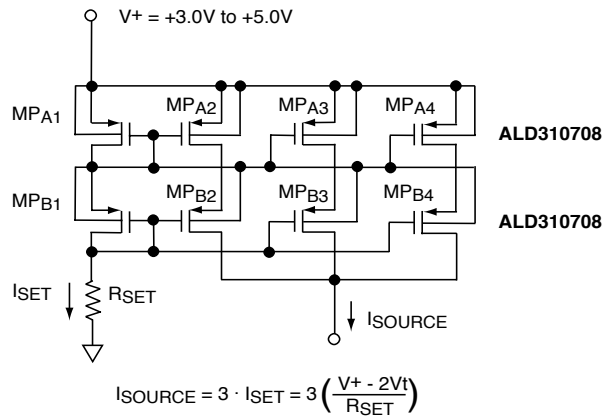 V+ = +3.0V to +5.0V
MPA1
MPA2
MPA3
MPA4
ALD310708
MPB1
MPB2
MPB3
MPB4
ALD310708
ISET
RSET
ISOURCE
ISOURCE = 3 · ISET = 3 (V+ - 2Vt / RSET)